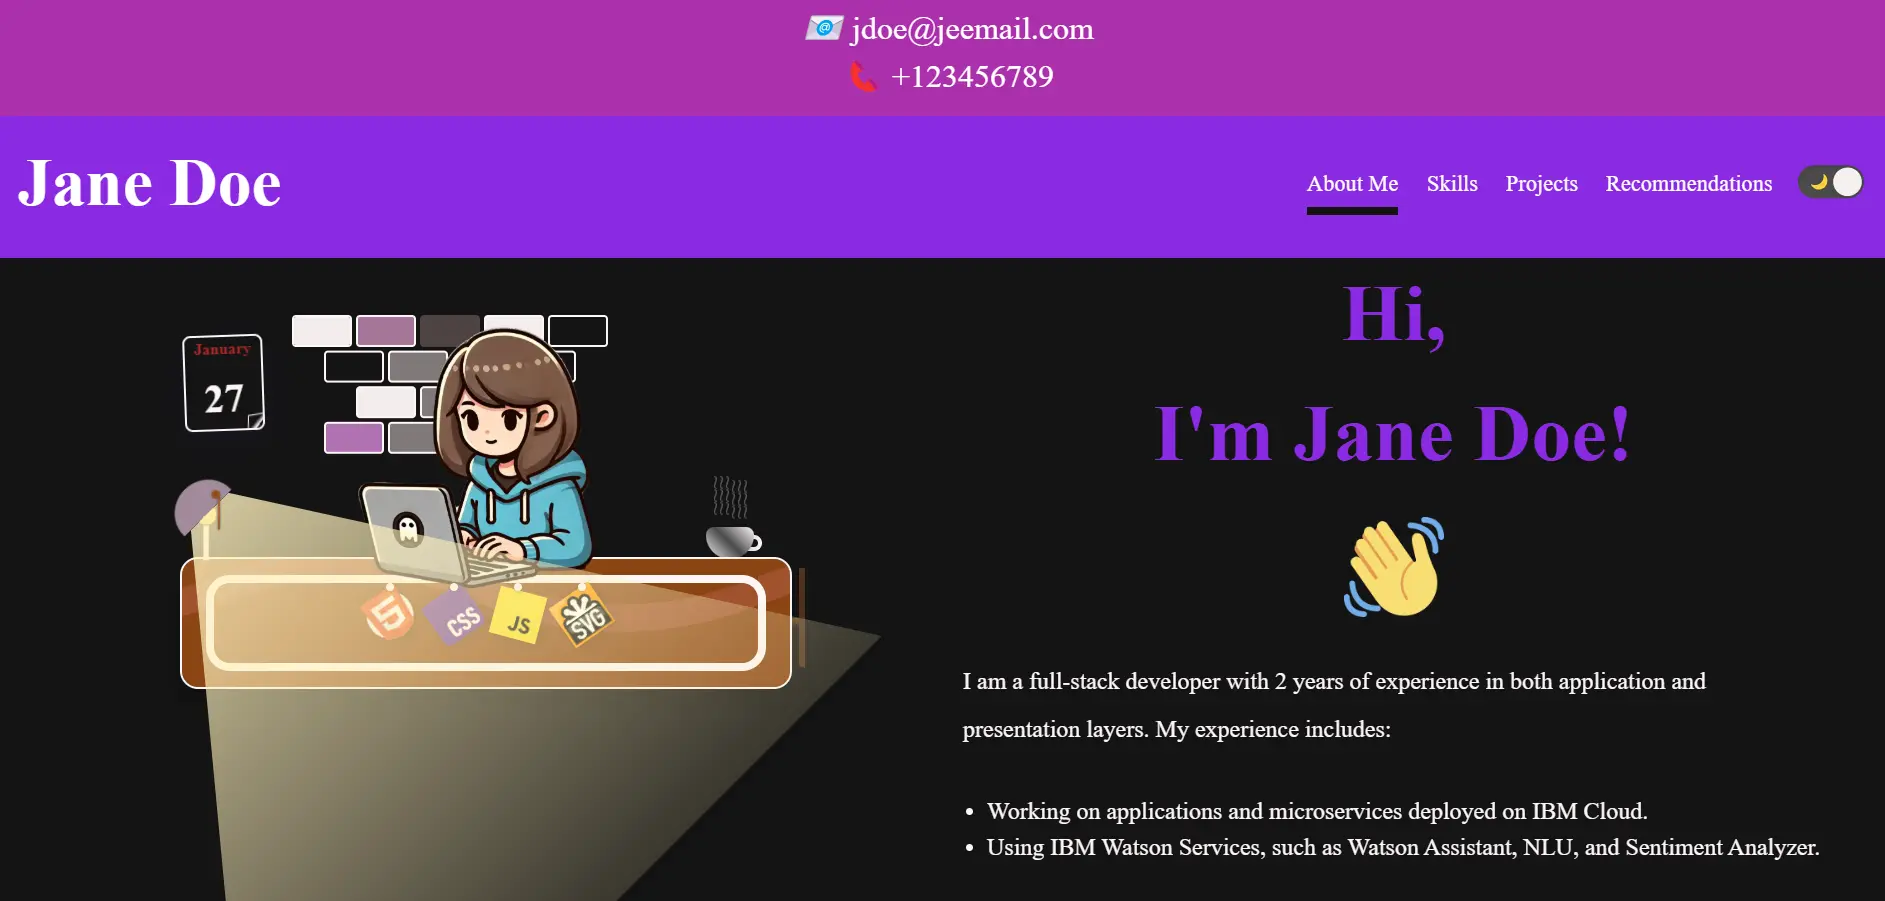 jdoe@jeemail.com
+123456789
Jane Doe
About Me Skills Projects Recommendations
January
27
CSS
JS
SVG
Hi,
I'm Jane Doe!
I am a full-stack developer with 2 years of experience in both application and
presentation layers. My experience includes:
• Working on applications and microservices deployed on IBM Cloud.
• Using IBM Watson Services, such as Watson Assistant, NLU, and Sentiment Analyzer.